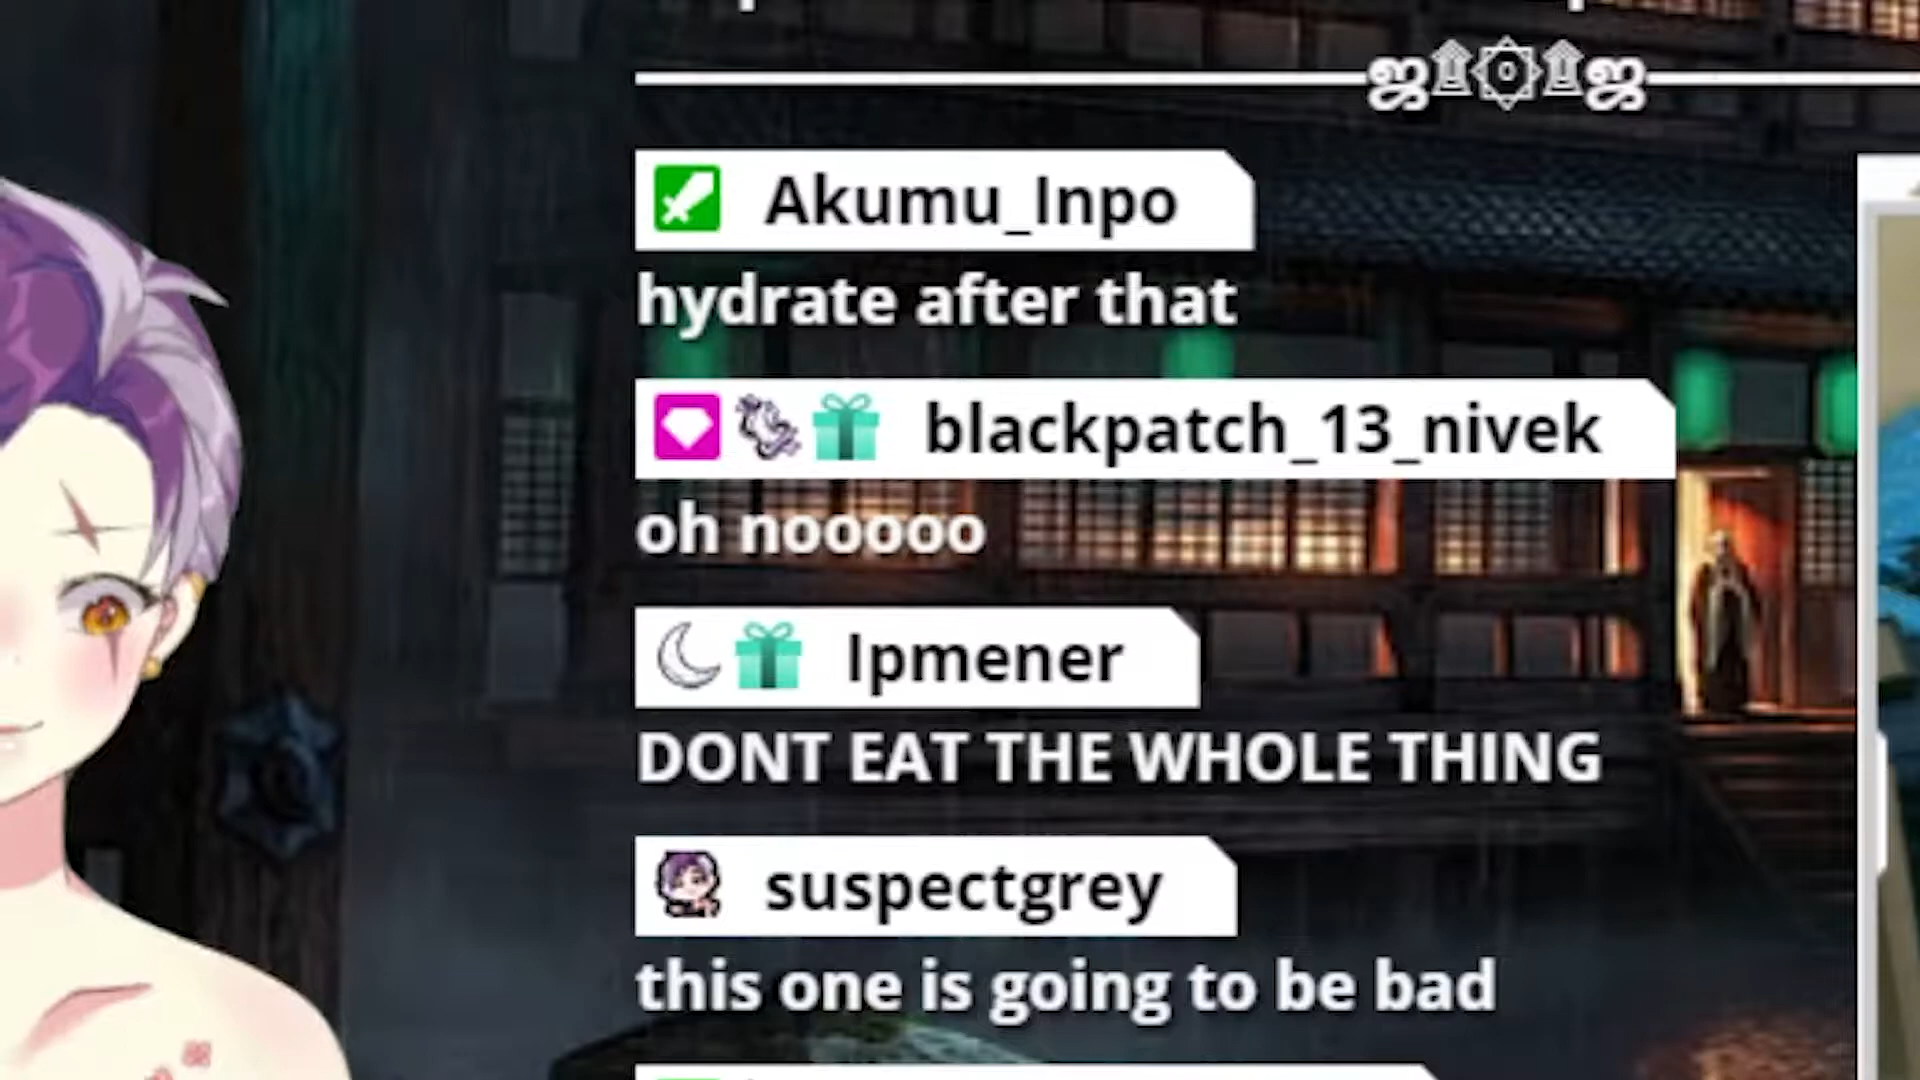 ஜ۩۞۩ஜ
Akumu_Inpo
hydrate after that
blackpatch_13_nivek
oh nooooo
lpmener
DONT EAT THE WHOLE THING
suspectgrey
this one is going to be bad